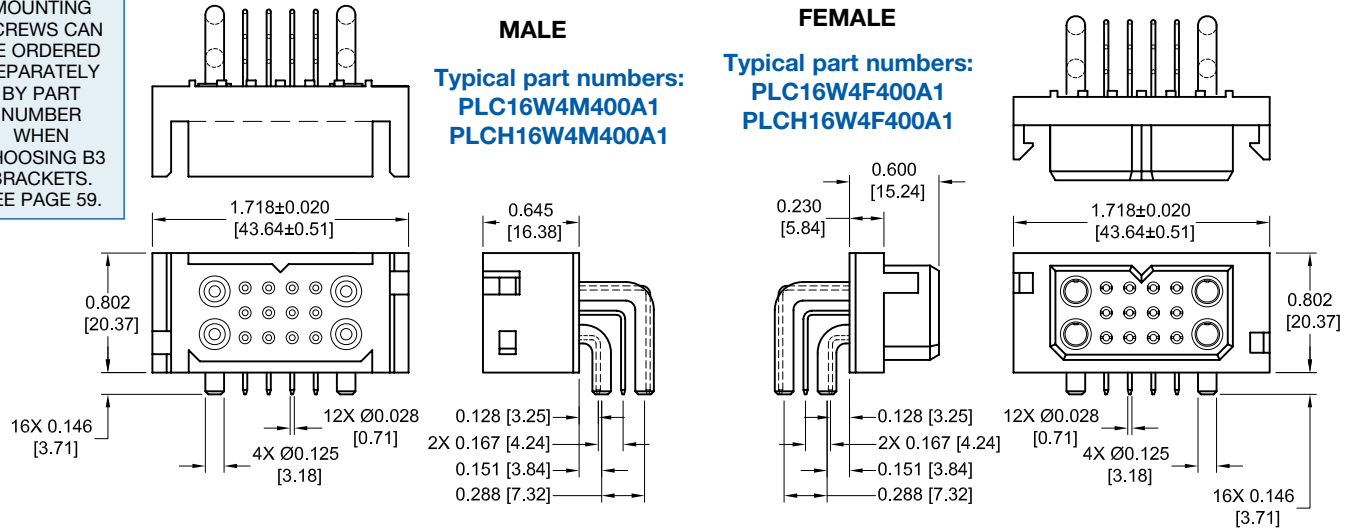 MOUNTING
CAN
ORDERED
BY PART
NUMBER
WHEN
B3
BRACKETS.
PAGE 59.
MALE
Typical part numbers:
PLC16W4M400A1
PLCH16W4M400A1
FEMALE
Typical part numbers:
PLC16W4F400A1
PLCH16W4F400A1
1.718±0.020
[43.64±0.51]
0.802
[20.37]
16X 0.146
[3.71]
12X Ø0.028
[0.71]
4X Ø0.125
[3.18]
0.645
[16.38]
0.128 [3.25]
2X 0.167 [4.24]
0.151 [3.84]
0.288 [7.32]
0.600
[15.24]
0.230
[5.84]
0.128 [3.25]
2X 0.167 [4.24]
0.151 [3.84]
0.288 [7.32]
1.718±0.020
[43.64±0.51]
0.802
[20.37]
12X Ø0.028
[0.71]
4X Ø0.125
[3.18]
16X 0.146
[3.71]